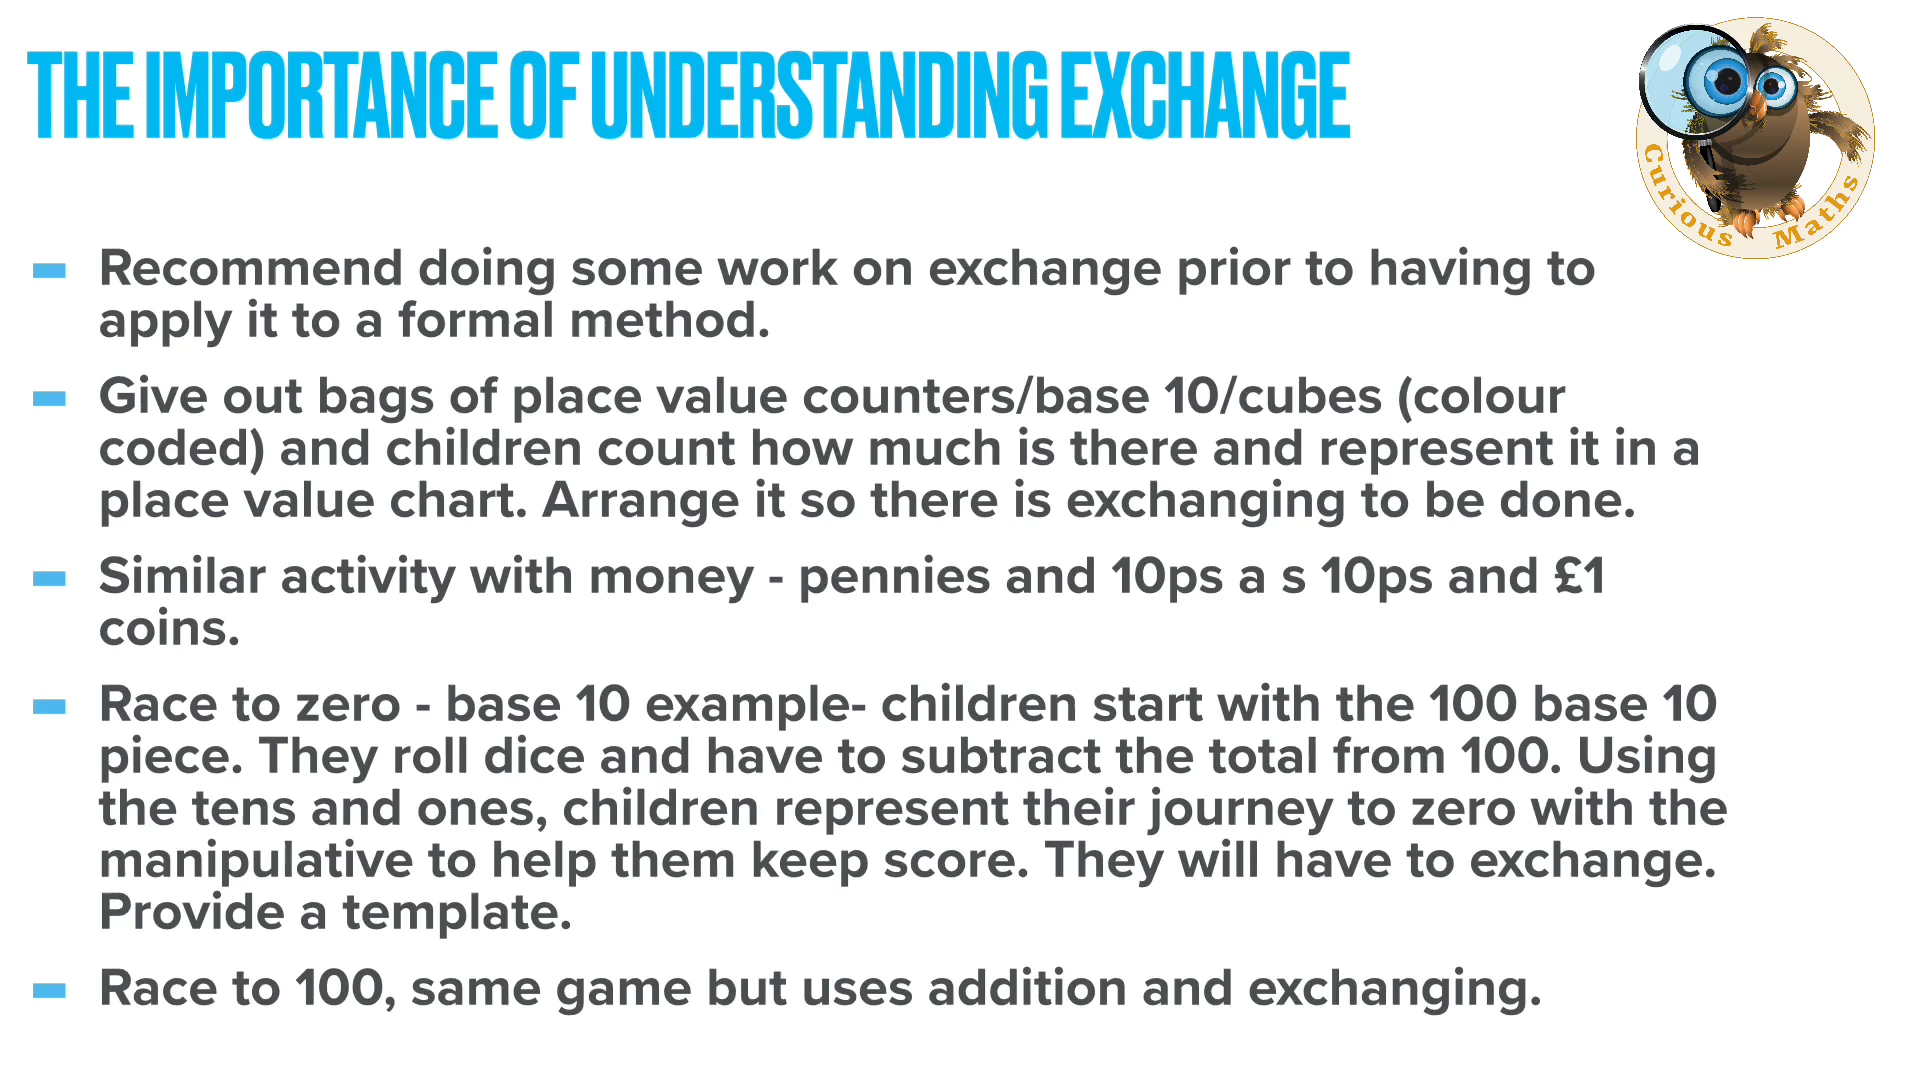 THE IMPORTANCE OF UNDERSTANDING EXCHANGE
Curious Maths
- Recommend doing some work on exchange prior to having to
apply it to a formal method.
- Give out bags of place value counters/base 10/cubes (colour
coded) and children count how much is there and represent it in a
place value chart. Arrange it so there is exchanging to be done.
- Similar activity with money - pennies and 10ps a s 10ps and £1
coins.
- Race to zero - base 10 example- children start with the 100 base 10
piece. They roll dice and have to subtract the total from 100. Using
the tens and ones, children represent their journey to zero with the
manipulative to help them keep score. They will have to exchange.
Provide a template.
- Race to 100, same game but uses addition and exchanging.